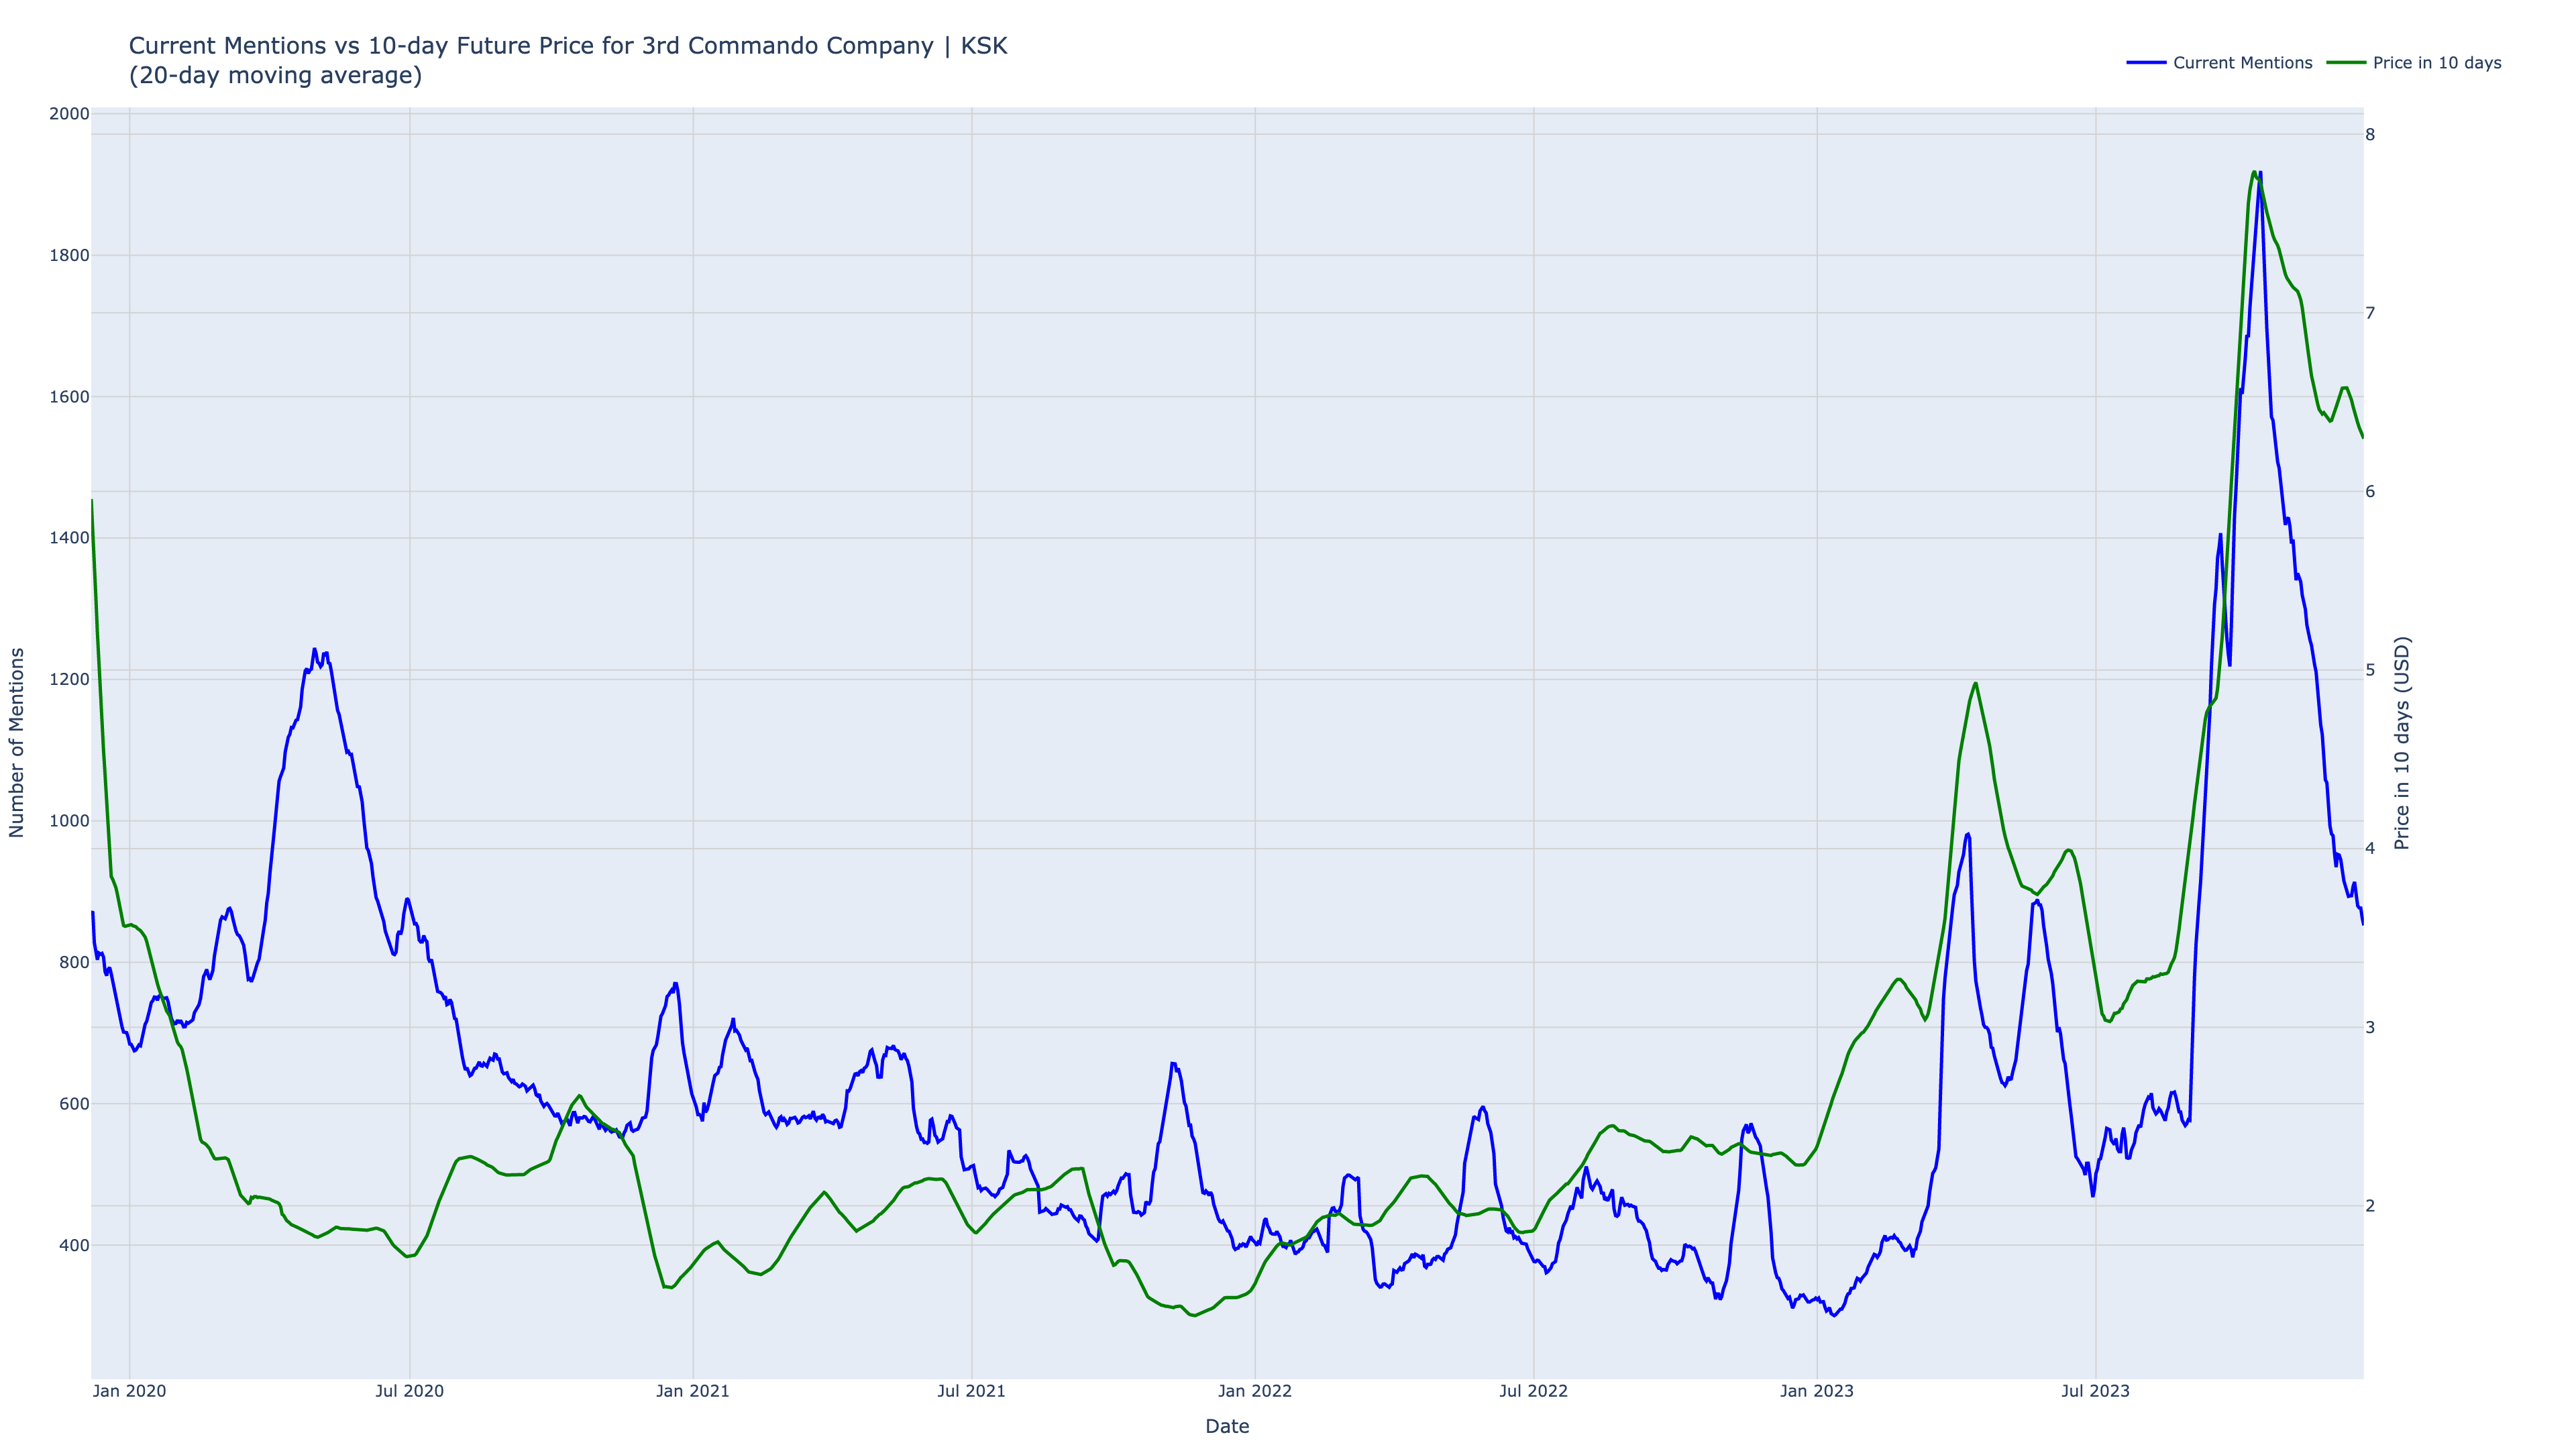 Current Mentions vs 10-day Future Price for 3rd Commando Company | KSK
(20-day moving average)
Current Mentions
Price in 10 days
2000
1800
1600
1400
1200
1000
800
600
400
Number of Mentions
8
7
6
5
4
3
2
Price in 10 days (USD)
Jan 2020
Jul 2020
Jan 2021
Jul 2021
Jan 2022
Jul 2022
Jan 2023
Jul 2023
Date